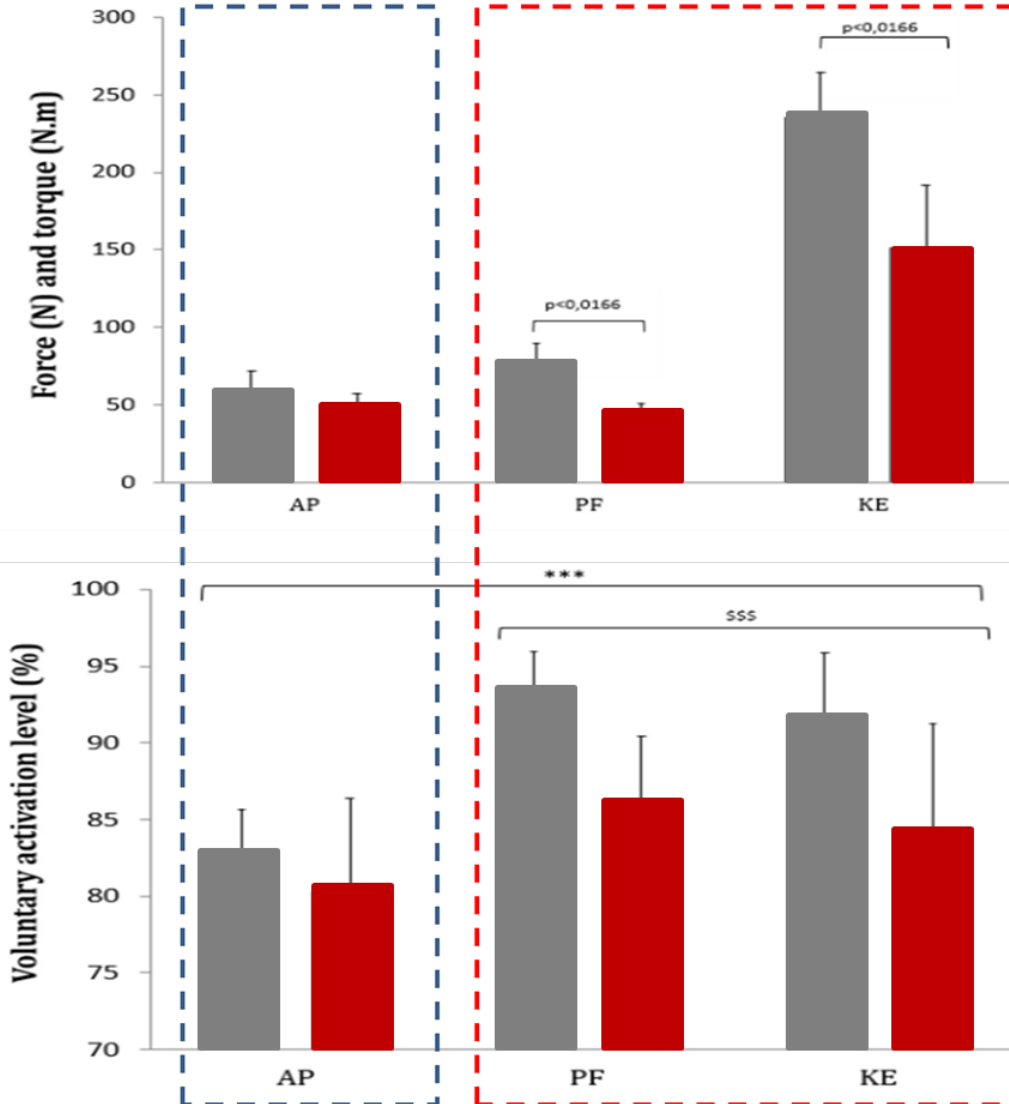 Force (N) and torque (N.m)
300
250
200
150
100
50
0
p<0,0166
p<0,0166
AP PF KE
Voluntary activation level (%)
100
95
90
85
80
75
70
***
$$$
AP PF KE